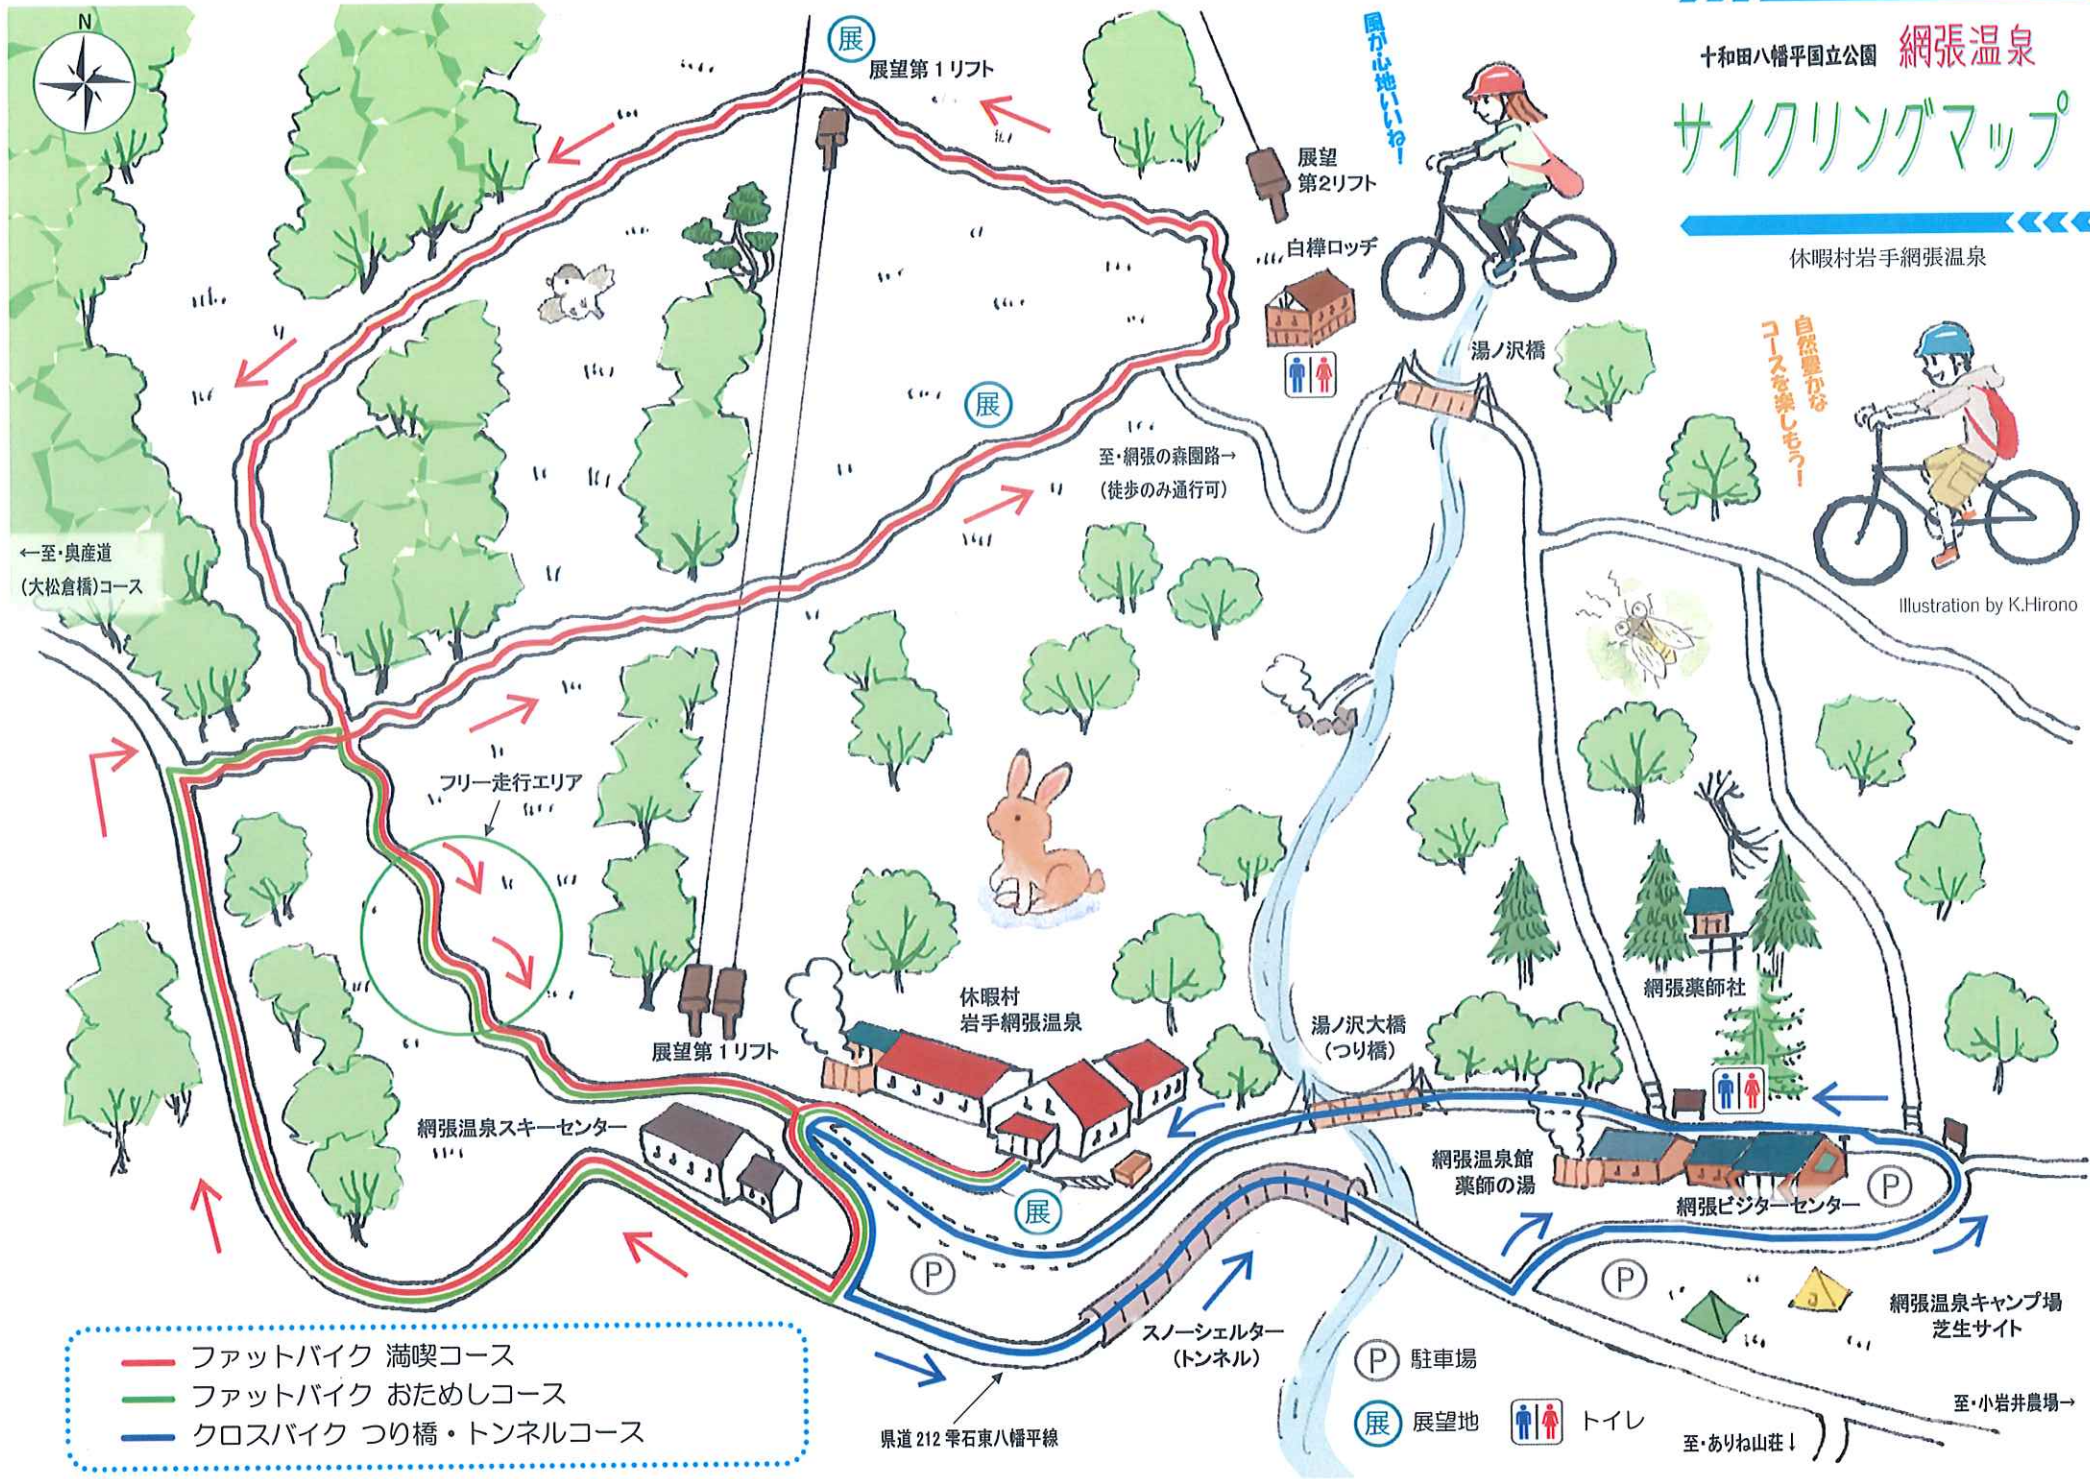 十和田八幡平国立公園 網張温泉
サイクリングマップ
休暇村岩手網張温泉
N
展
展望第1リフト
風が心地いいね！
展望
第2リフト
白樺ロッヂ
湯ノ沢橋
自然豊かな
コースを楽しもう！
Illustration by K.Hirono
展
至・網張の森園路→
(徒歩のみ通行可)
←至・奥産道
(大松倉橋)コース
フリー走行エリア
展望第1リフト
休暇村
岩手網張温泉
湯ノ沢大橋
(つり橋)
網張薬師社
網張温泉スキーセンター
網張温泉館
薬師の湯
網張ビジターセンター
P
展
P
P
網張温泉キャンプ場
芝生サイト
スノーシェルター
(トンネル)
県道212雫石東八幡平線
至・小岩井農場→
至・ありね山荘↓
ファットバイク 満喫コース
ファットバイク おためしコース
クロスバイク つり橋・トンネルコース
P 駐車場
展 展望地
トイレ